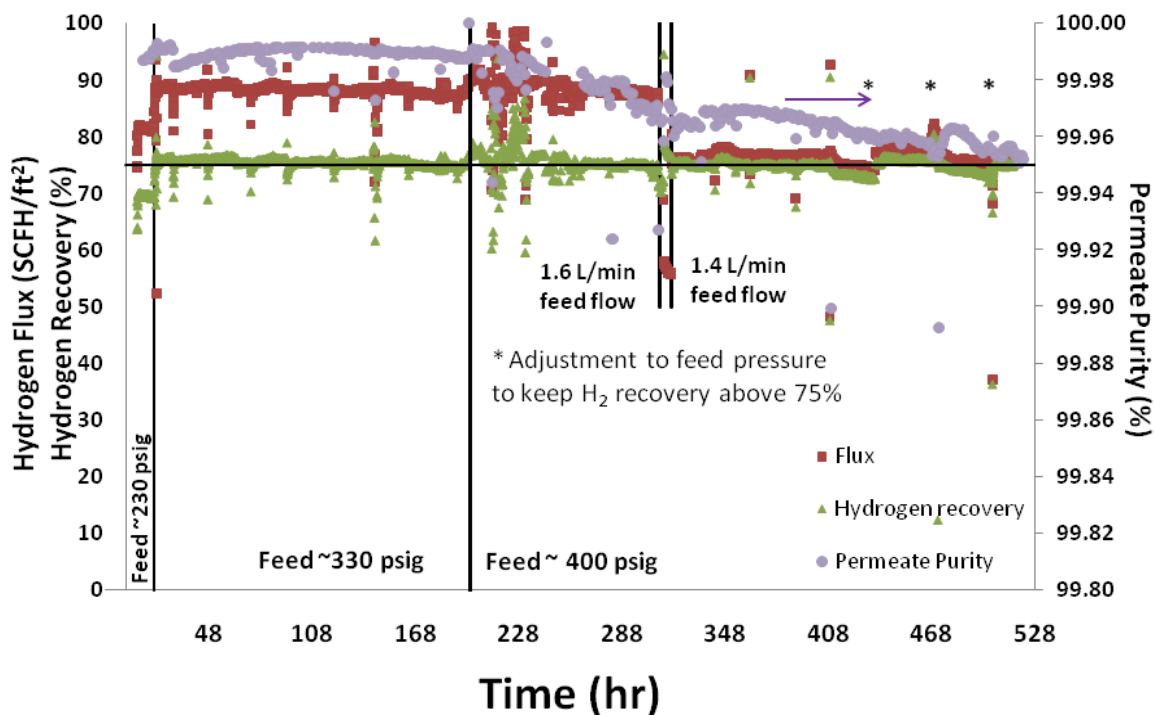 Hydrogen Flux (SCFH/ft²)
Hydrogen Recovery (%)
100
90
80
70
60
50
40
30
20
10
0
100.00
99.98
99.96
99.94
99.92
99.90
99.88
99.86
99.84
99.82
99.80
Permeate Purity (%)
* * *
1.6 L/min
feed flow
1.4 L/min
feed flow
* Adjustment to feed pressure
to keep H₂ recovery above 75%
Flux
Hydrogen recovery
Permeate Purity
Feed ~230 psig
Feed ~330 psig
Feed ~ 400 psig
48 108 168 228 288 348 408 468 528
Time (hr)